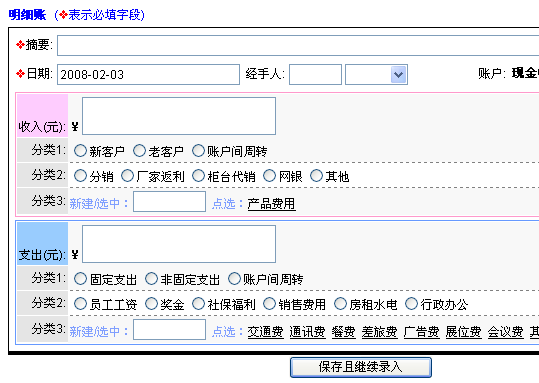 明细账 (❖表示必填字段)
❖摘要:
❖日期: 2008-02-03 经手人: 账户: 现金
收入(元): ¥
分类1: 新客户 老客户 账户间周转
分类2: 分销 厂家返利 柜台代销 网银 其他
分类3: 新建/选中: 点选: 产品费用
支出(元): ¥
分类1: 固定支出 非固定支出 账户间周转
分类2: 员工工资 奖金 社保福利 销售费用 房租水电 行政办公
分类3: 新建/选中: 点选: 交通费 通讯费 餐费 差旅费 广告费 展位费 会议费
保存且继续录入